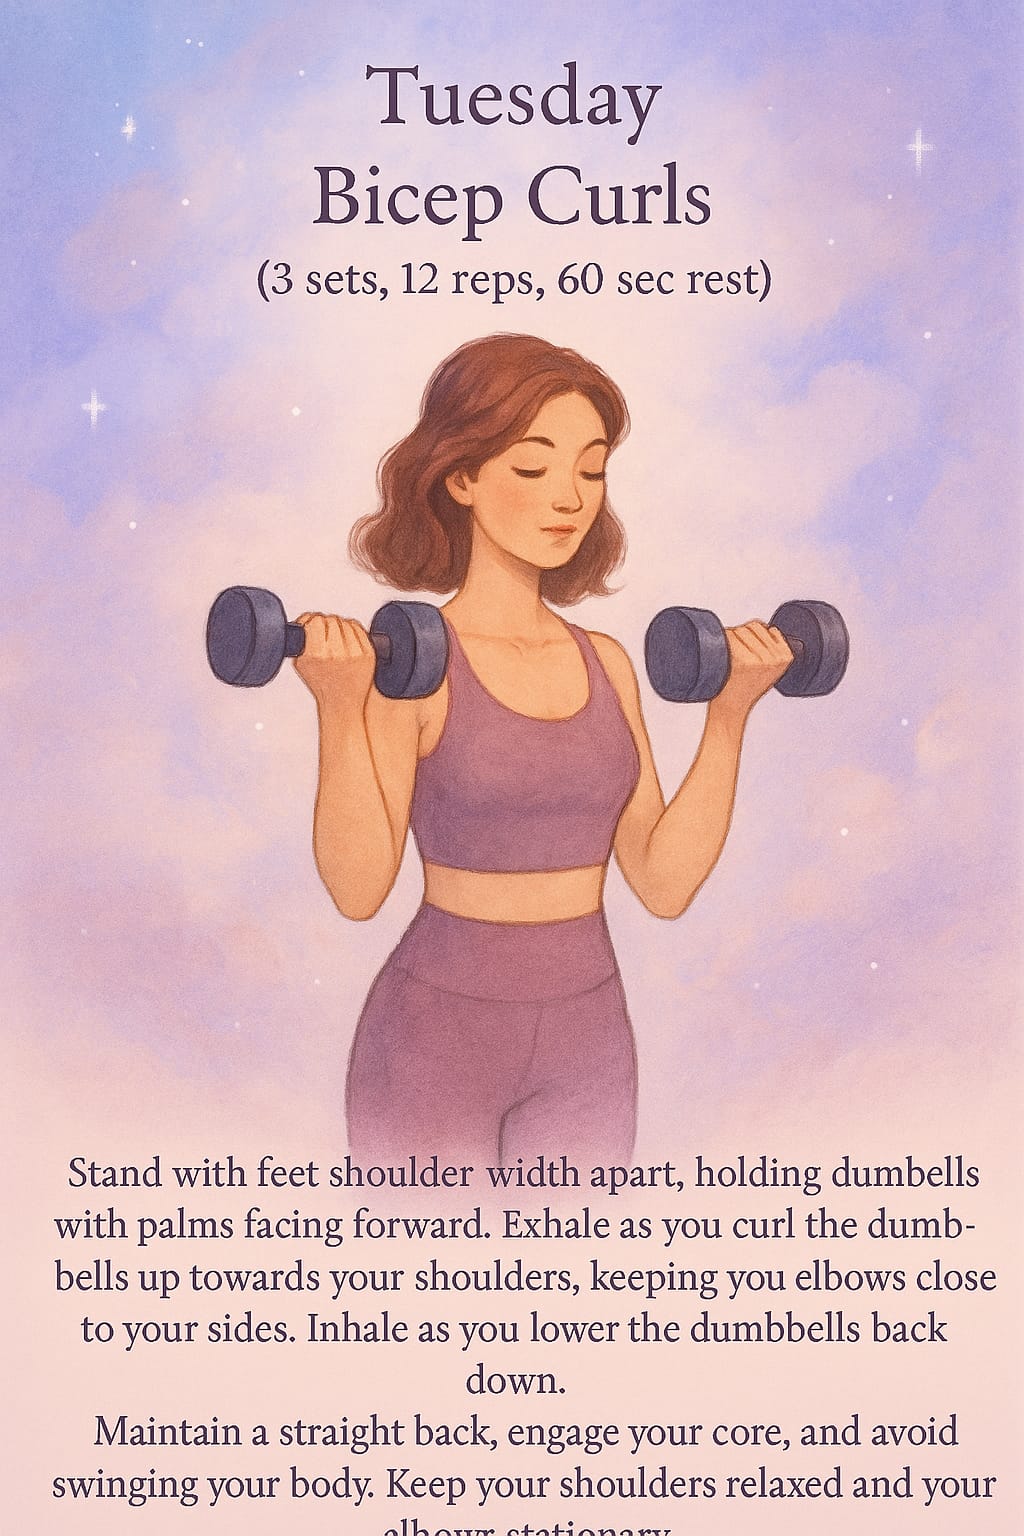 Tuesday
Bicep Curls
(3 sets, 12 reps, 60 sec rest)
Stand with feet shoulder width apart, holding dumbells
with palms facing forward. Exhale as you curl the dumb-
bells up towards your shoulders, keeping you elbows close
to your sides. Inhale as you lower the dumbbells back
down.
Maintain a straight back, engage your core, and avoid
swinging your body. Keep your shoulders relaxed and your